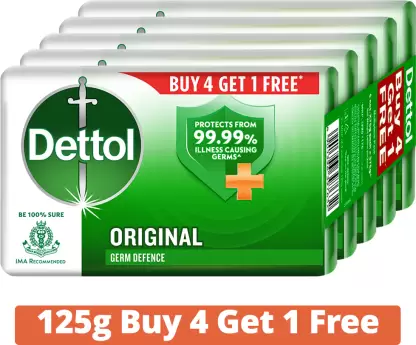 BUY 4 GET 1 FREE*
Dettol
PROTECTS FROM
99.99%
ILLNESS CAUSING
GERMS^
BE 100% SURE
IMA RECOMMENDED
ORIGINAL
GERM DEFENCE
Buy 4
Get 1
FREE
Dettol
125g Buy 4 Get 1 Free